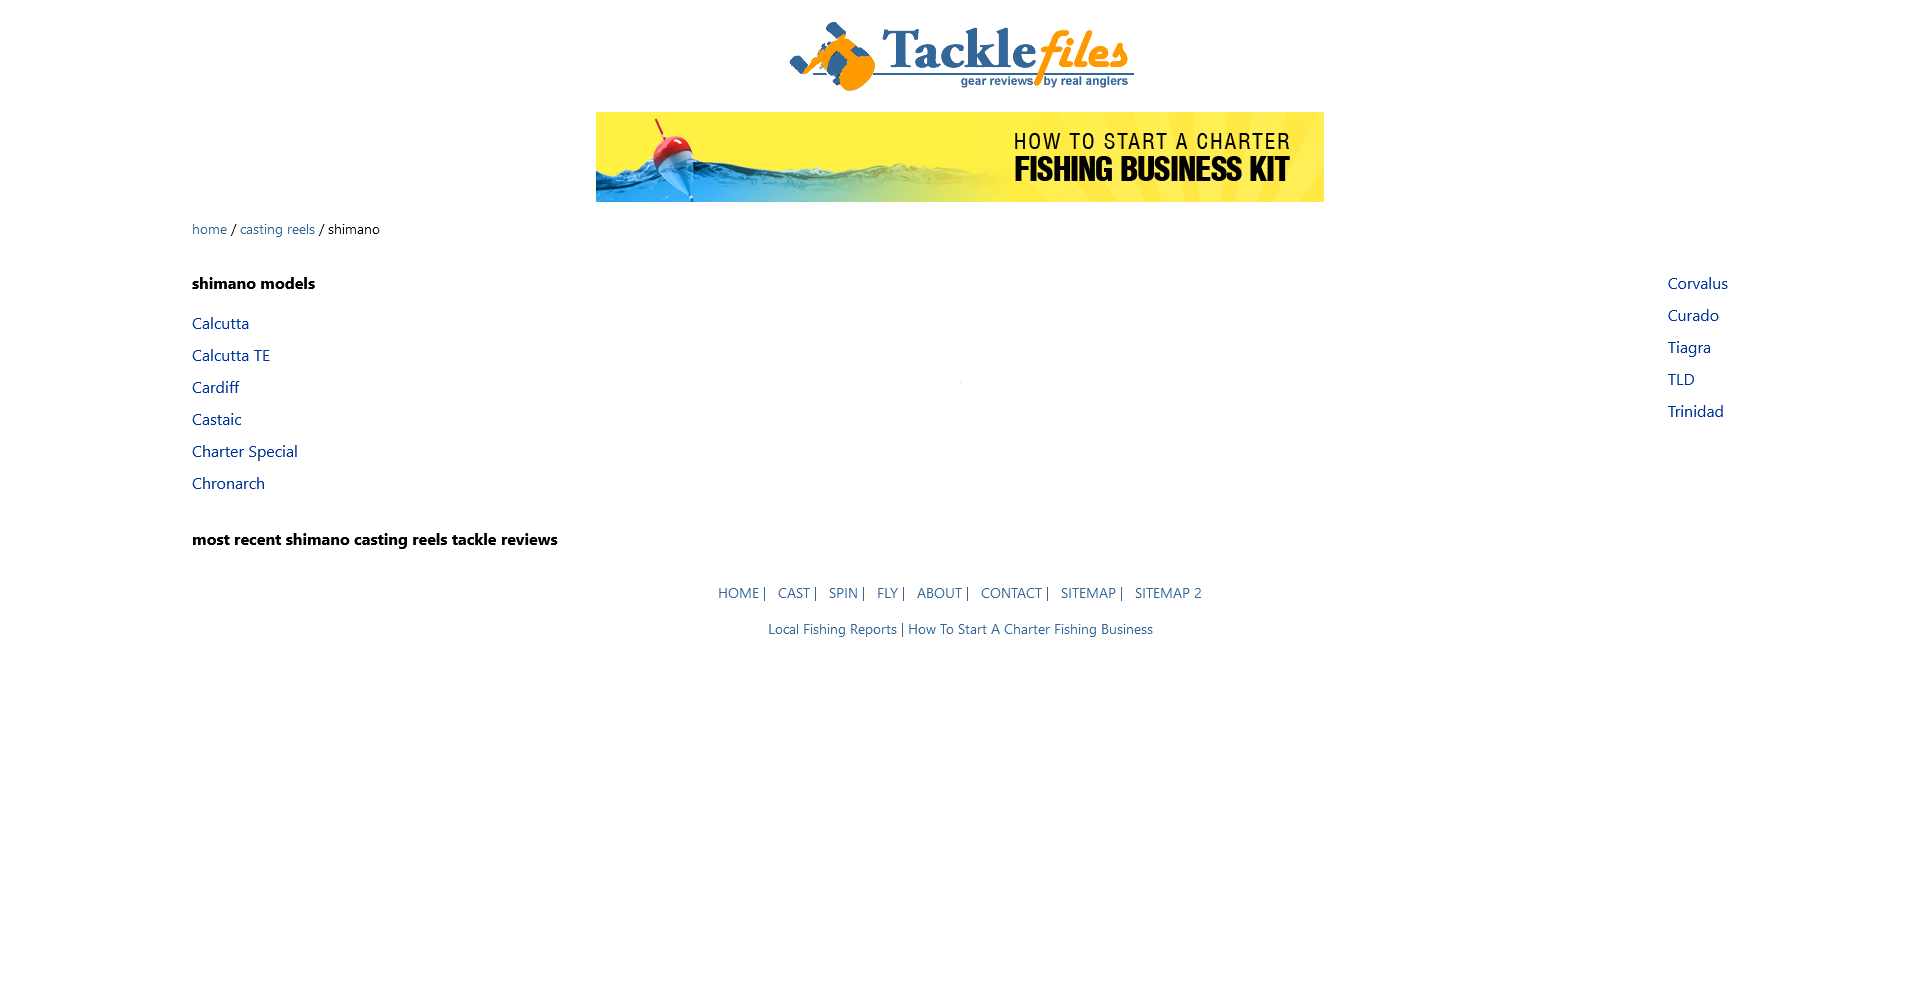 Tacklefiles
gear reviews by real anglers
HOW TO START A CHARTER
FISHING BUSINESS KIT
home / casting reels / shimano
shimano models
Calcutta
Calcutta TE
Cardiff
Castaic
Charter Special
Chronarch
Corvalus
Curado
Tiagra
TLD
Trinidad
most recent shimano casting reels tackle reviews
HOME | CAST | SPIN | FLY | ABOUT | CONTACT | SITEMAP | SITEMAP 2
Local Fishing Reports | How To Start A Charter Fishing Business